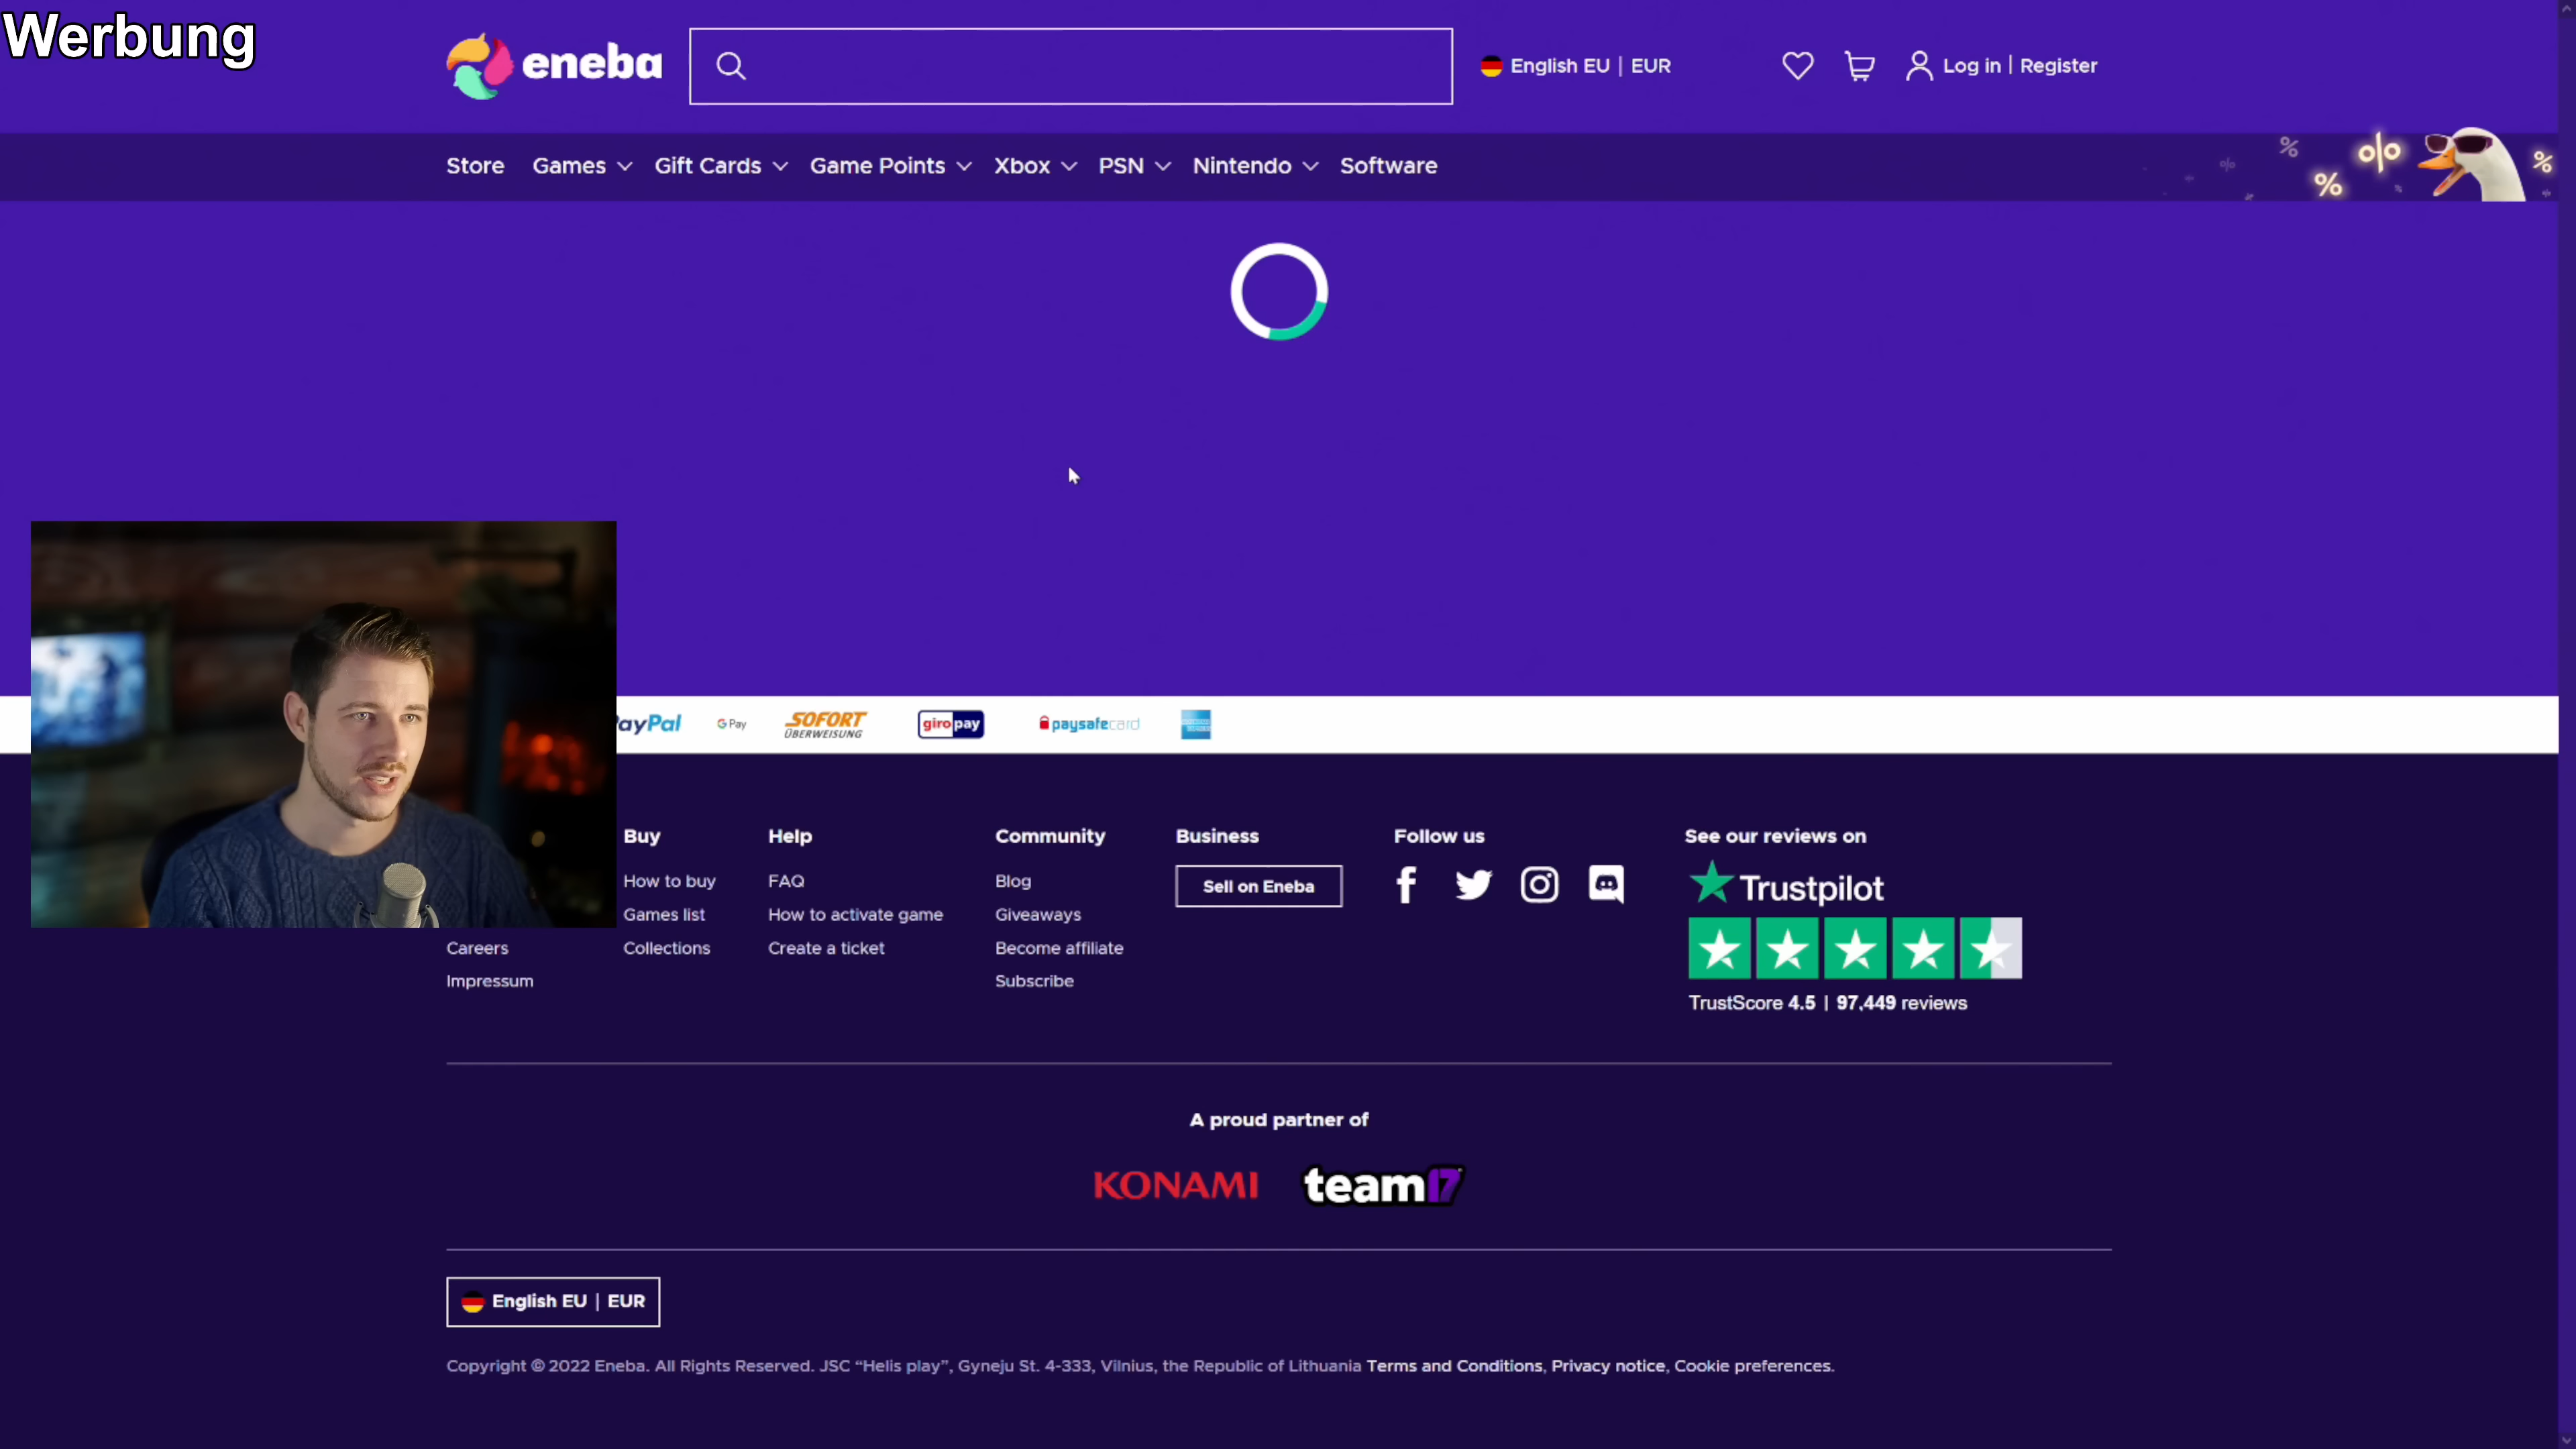 Werbung
eneba
English EU | EUR
Log in | Register
Store Games Gift Cards Game Points Xbox PSN Nintendo Software
% % % % %
ayPal G Pay SOFORT ÜBERWEISUNG giropay paysafecard
Buy
How to buy
Games list
Collections
Help
FAQ
How to activate game
Create a ticket
Community
Blog
Giveaways
Become affiliate
Subscribe
Business
Sell on Eneba
Follow us
See our reviews on
Trustpilot
TrustScore 4.5 | 97,449 reviews
Careers
Impressum
A proud partner of
KONAMI team17
English EU | EUR
Copyright © 2022 Eneba. All Rights Reserved. JSC “Helis play”, Gyneju St. 4-333, Vilnius, the Republic of Lithuania Terms and Conditions, Privacy notice, Cookie preferences.